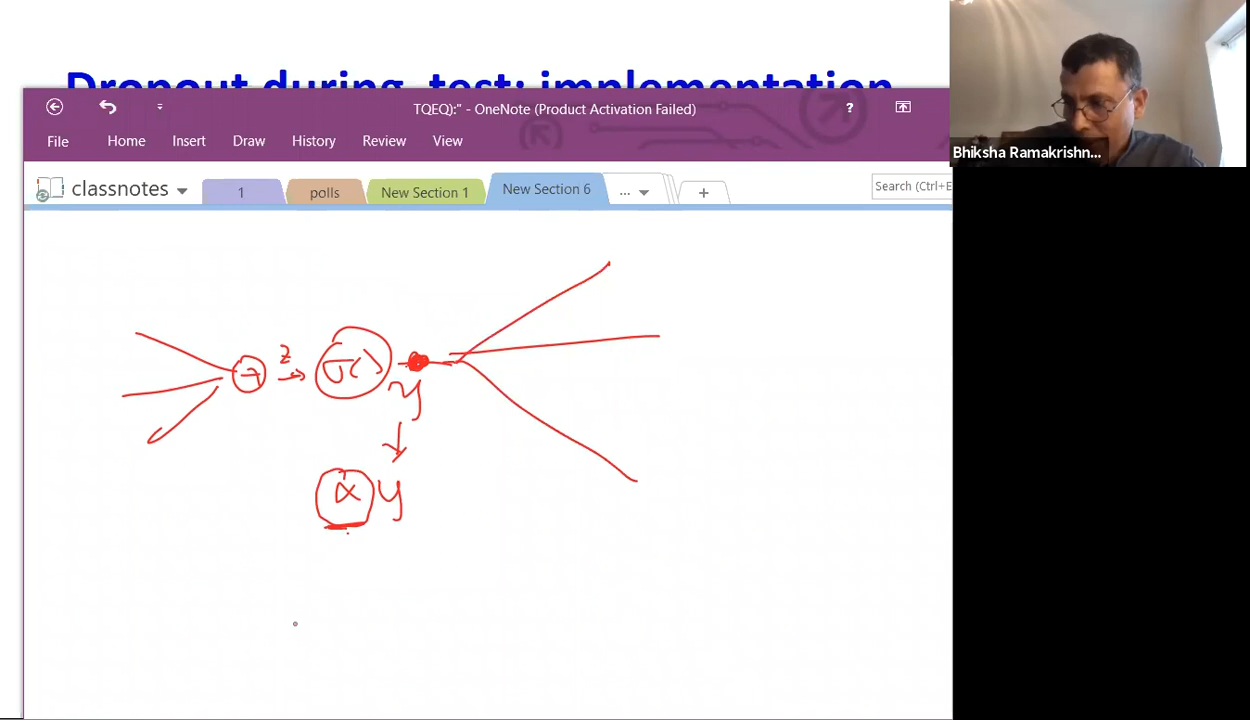 Dropout during test: implementation
TQEQ):" - OneNote (Product Activation Failed)
?
File Home Insert Draw History Review View
Bhiksha Ramakrishn...
classnotes 1 polls New Section 1 New Section 6 ... + Search (Ctrl+E
z
σ( )
y
α y